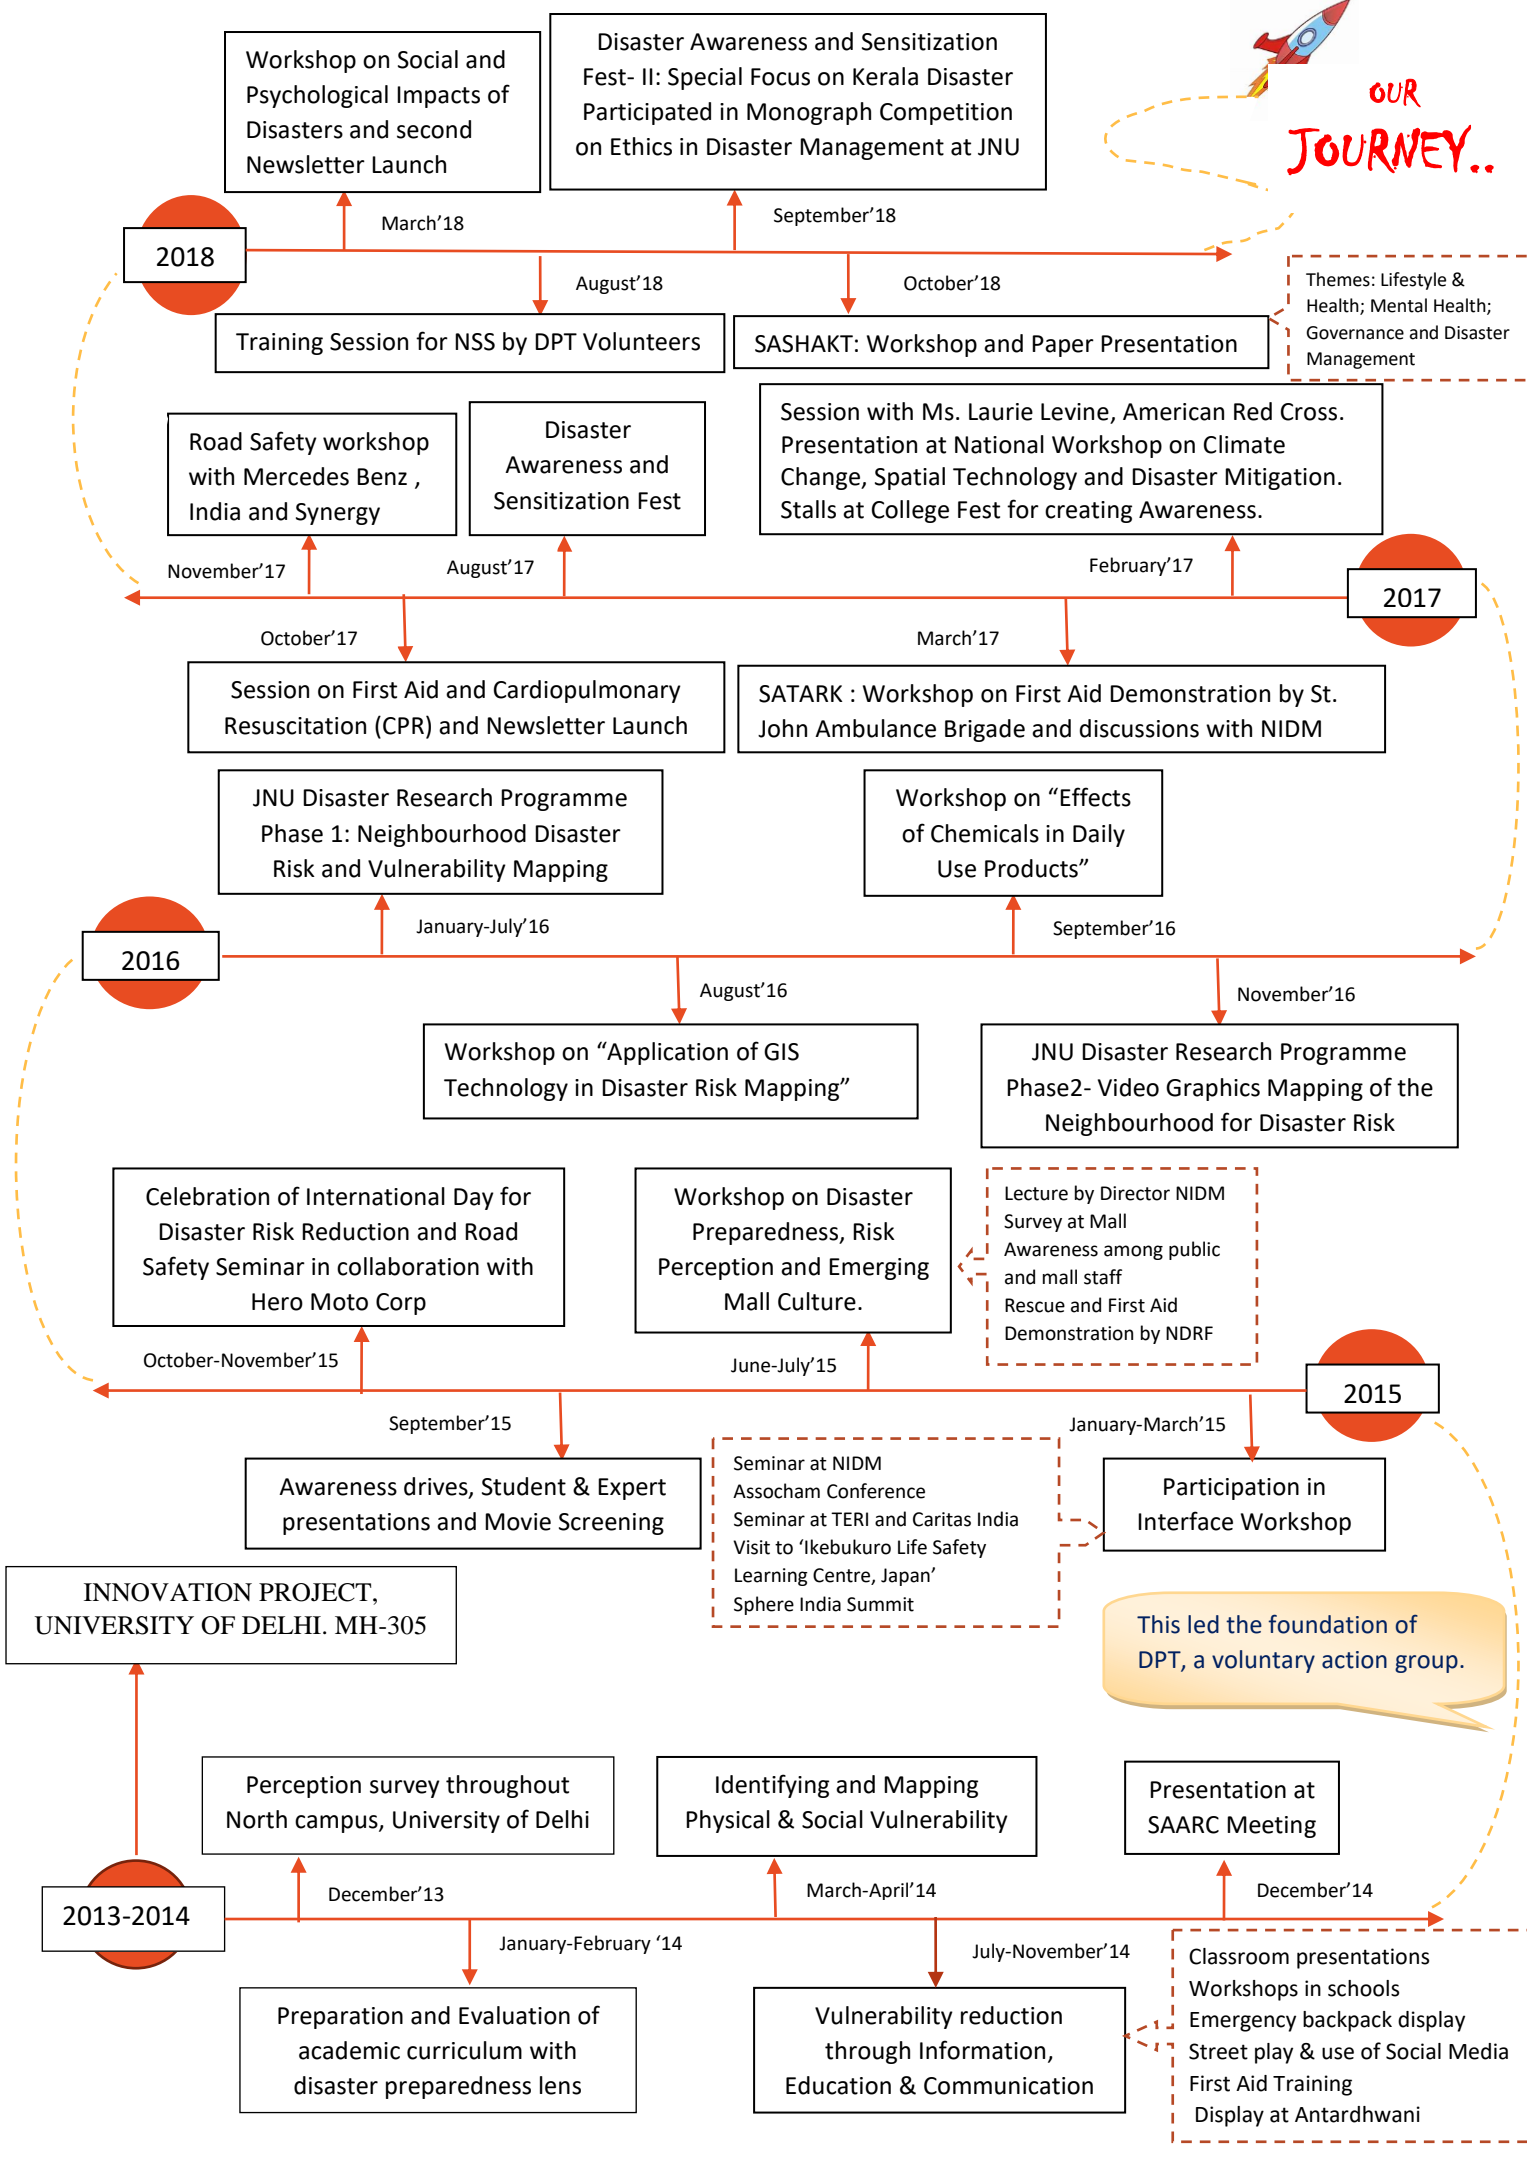 OUR
JOURNEY..
Workshop on Social and
Psychological Impacts of
Disasters and second
Newsletter Launch
Disaster Awareness and Sensitization
Fest- II: Special Focus on Kerala Disaster
Participated in Monograph Competition
on Ethics in Disaster Management at JNU
March’18
September’18
2018
August’18
October’18
Training Session for NSS by DPT Volunteers
SASHAKT: Workshop and Paper Presentation
Themes: Lifestyle &
Health; Mental Health;
Governance and Disaster
Management
Road Safety workshop
with Mercedes Benz ,
India and Synergy
Disaster
Awareness and
Sensitization Fest
Session with Ms. Laurie Levine, American Red Cross.
Presentation at National Workshop on Climate
Change, Spatial Technology and Disaster Mitigation.
Stalls at College Fest for creating Awareness.
November’17
August’17
February’17
2017
October’17
March’17
Session on First Aid and Cardiopulmonary
Resuscitation (CPR) and Newsletter Launch
SATARK : Workshop on First Aid Demonstration by St.
John Ambulance Brigade and discussions with NIDM
JNU Disaster Research Programme
Phase 1: Neighbourhood Disaster
Risk and Vulnerability Mapping
Workshop on “Effects
of Chemicals in Daily
Use Products”
January-July’16
September’16
2016
August’16
November’16
Workshop on “Application of GIS
Technology in Disaster Risk Mapping”
JNU Disaster Research Programme
Phase2- Video Graphics Mapping of the
Neighbourhood for Disaster Risk
Celebration of International Day for
Disaster Risk Reduction and Road
Safety Seminar in collaboration with
Hero Moto Corp
Workshop on Disaster
Preparedness, Risk
Perception and Emerging
Mall Culture.
Lecture by Director NIDM
Survey at Mall
Awareness among public
and mall staff
Rescue and First Aid
Demonstration by NDRF
October-November’15
June-July’15
2015
September’15
January-March’15
Awareness drives, Student & Expert
presentations and Movie Screening
Seminar at NIDM
Assocham Conference
Seminar at TERI and Caritas India
Visit to ‘Ikebukuro Life Safety
Learning Centre, Japan’
Sphere India Summit
Participation in
Interface Workshop
INNOVATION PROJECT,
UNIVERSITY OF DELHI. MH-305
This led the foundation of
DPT, a voluntary action group.
Perception survey throughout
North campus, University of Delhi
Identifying and Mapping
Physical & Social Vulnerability
Presentation at
SAARC Meeting
December’13
March-April’14
December’14
2013-2014
January-February ‘14
July-November’14
Preparation and Evaluation of
academic curriculum with
disaster preparedness lens
Vulnerability reduction
through Information,
Education & Communication
Classroom presentations
Workshops in schools
Emergency backpack display
Street play & use of Social Media
First Aid Training
Display at Antardhwani